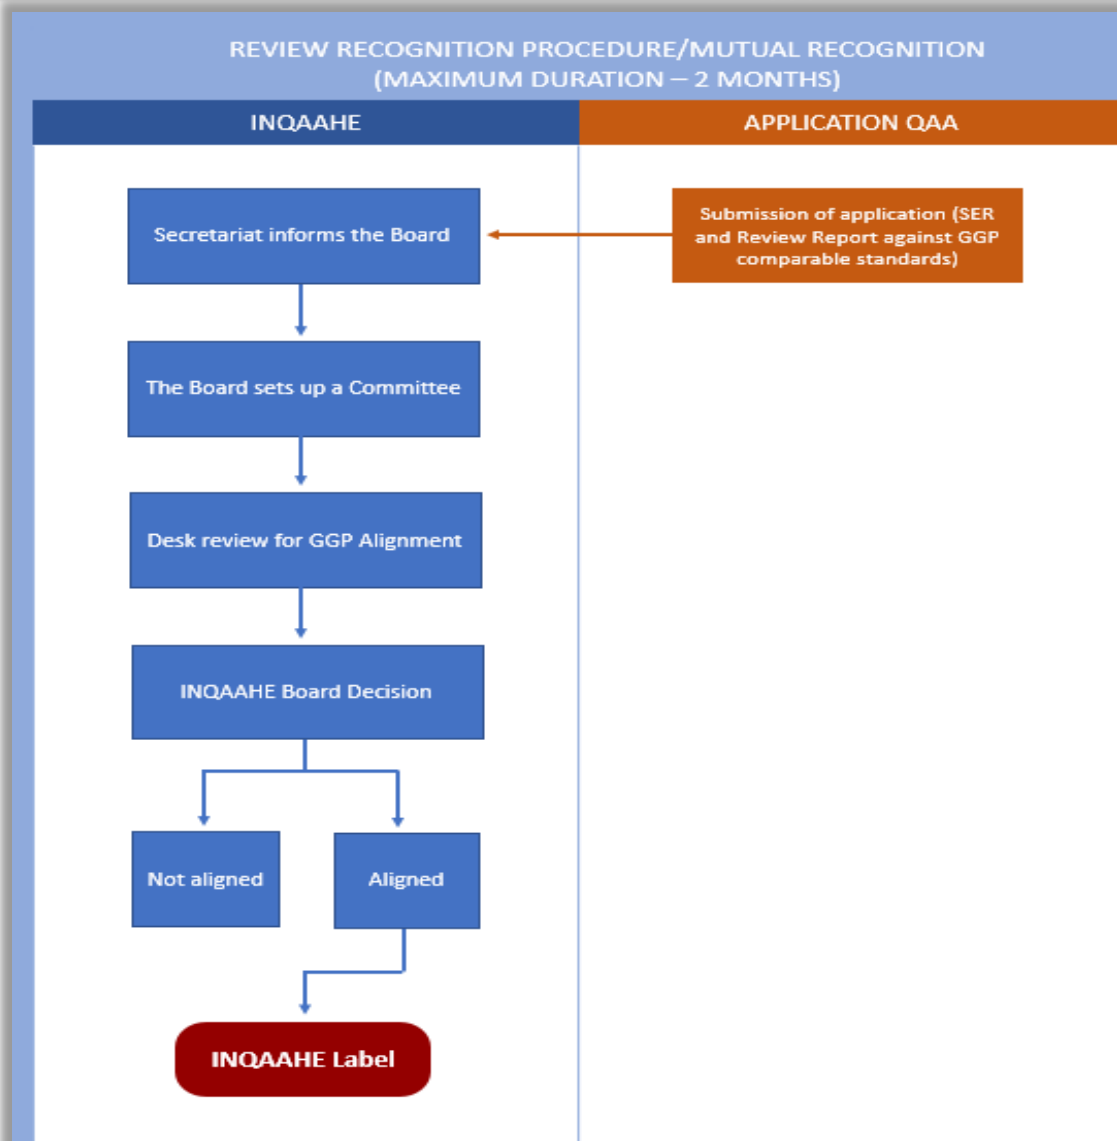 REVIEW RECOGNITION PROCEDURE/MUTUAL RECOGNITION
(MAXIMUM DURATION – 2 MONTHS)
INQAAHE
APPLICATION QAA
Secretariat informs the Board
Submission of application (SER
and Review Report against GGP
comparable standards)
The Board sets up a Committee
Desk review for GGP Alignment
INQAAHE Board Decision
Not aligned
Aligned
INQAAHE Label